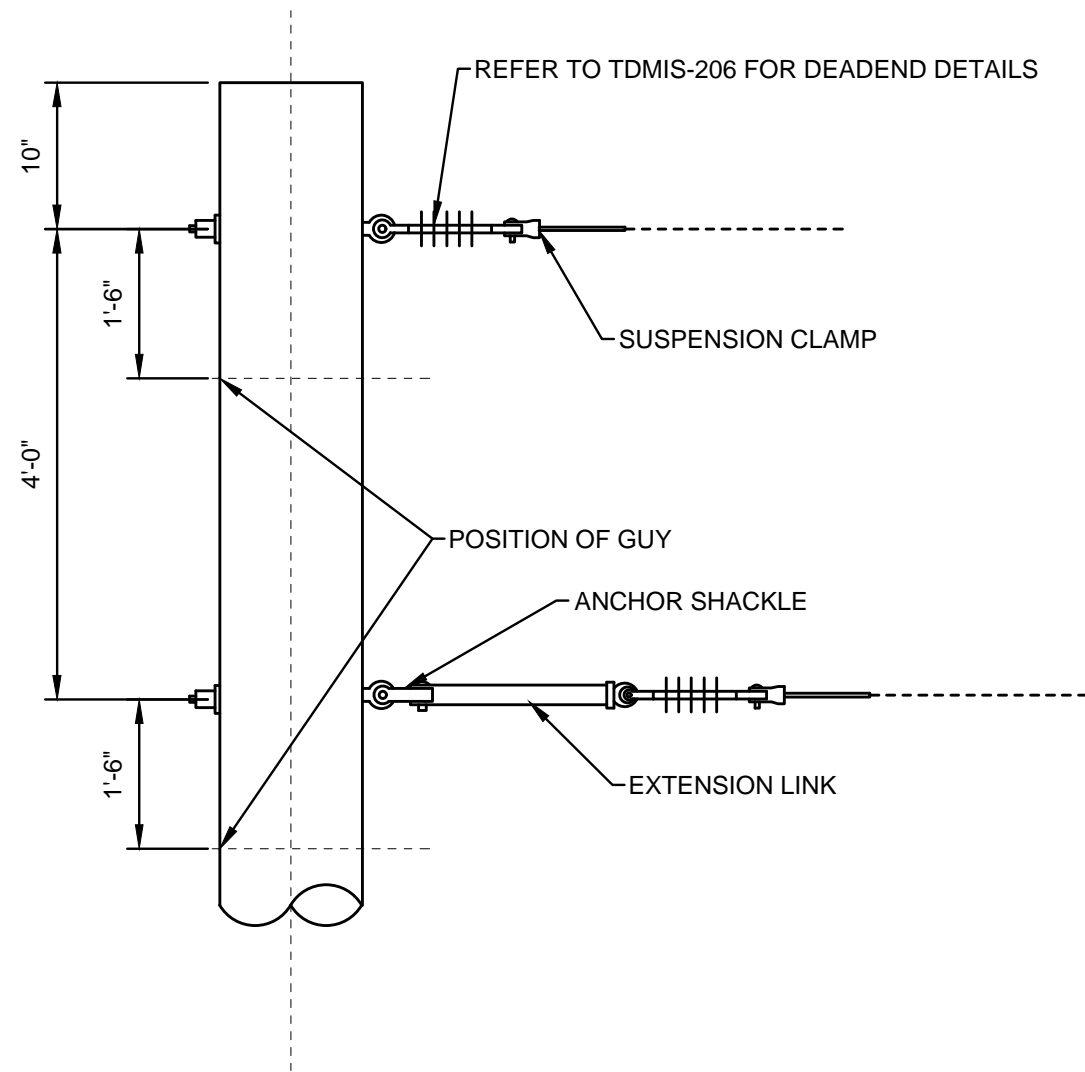 REFER TO TDMIS-206 FOR DEADEND DETAILS
10"
1'-6"
SUSPENSION CLAMP
4'-0"
POSITION OF GUY
ANCHOR SHACKLE
1'-6"
EXTENSION LINK